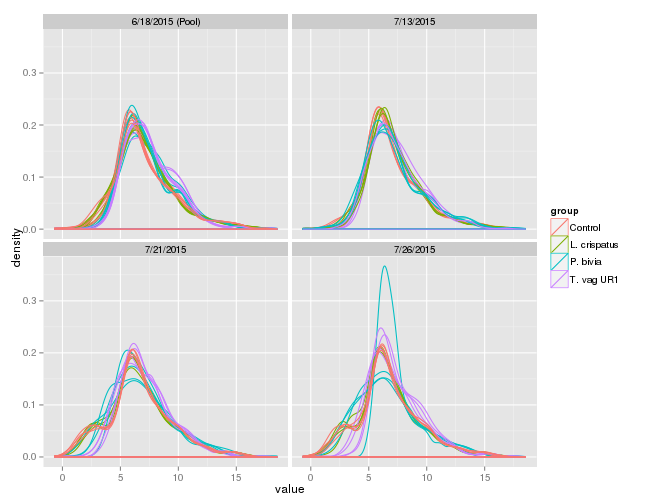 6/18/2015 (Pool)
7/13/2015
0.3
0.2
0.1
0.0
density
7/21/2015
7/26/2015
0.3
0.2
0.1
0.0
0
5
10
15
0
5
10
15
value
group
Control
L. crispatus
P. bivia
T. vag UR1